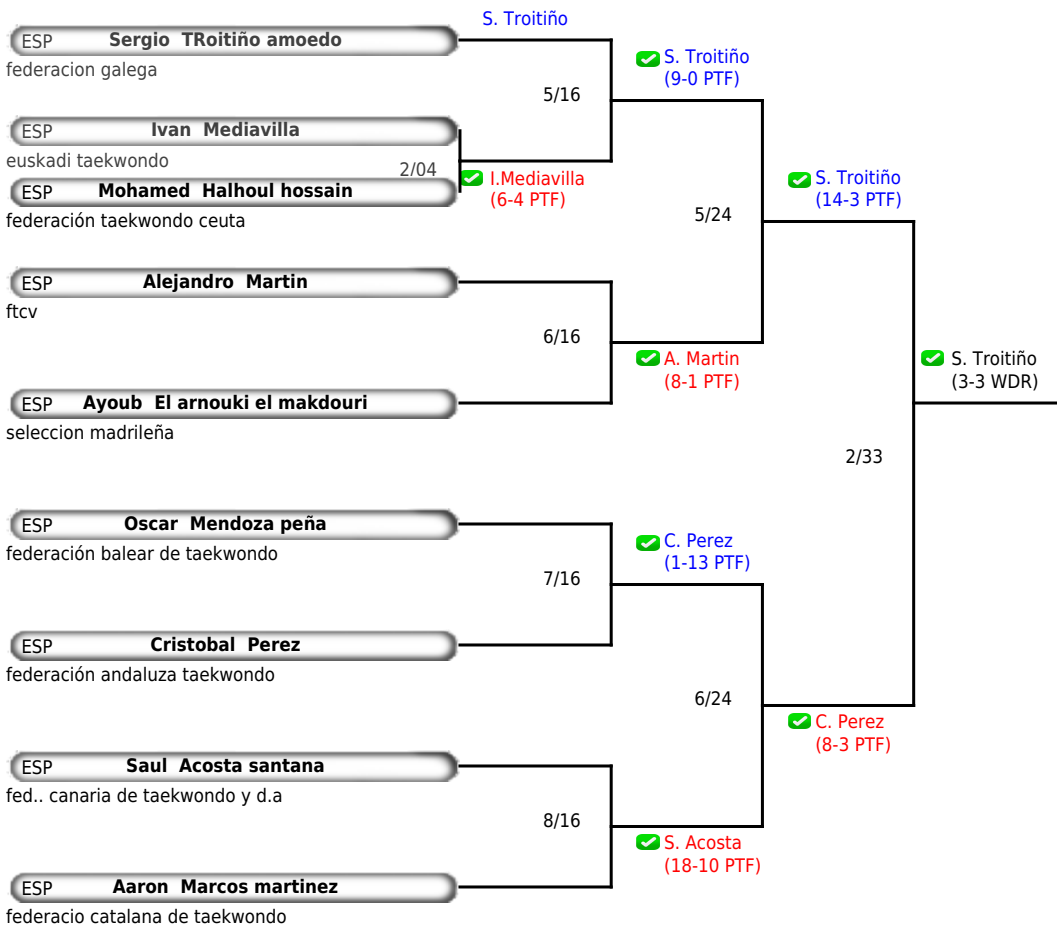 S. Troitiño
ESP Sergio TRoitiño amoedo
federacion galega
S. Troitiño
(9-0 PTF)
5/16
ESP Ivan Mediavilla
euskadi taekwondo
2/04
I.Mediavilla
(6-4 PTF)
ESP Mohamed Halhoul hossain
federación taekwondo ceuta
S. Troitiño
(14-3 PTF)
5/24
ESP Alejandro Martin
ftcv
6/16
A. Martin
(8-1 PTF)
S. Troitiño
(3-3 WDR)
ESP Ayoub El arnouki el makdouri
seleccion madrileña
2/33
ESP Oscar Mendoza peña
federación balear de taekwondo
C. Perez
(1-13 PTF)
7/16
ESP Cristobal Perez
federación andaluza taekwondo
6/24
C. Perez
(8-3 PTF)
ESP Saul Acosta santana
fed.. canaria de taekwondo y d.a
8/16
S. Acosta
(18-10 PTF)
ESP Aaron Marcos martinez
federacio catalana de taekwondo